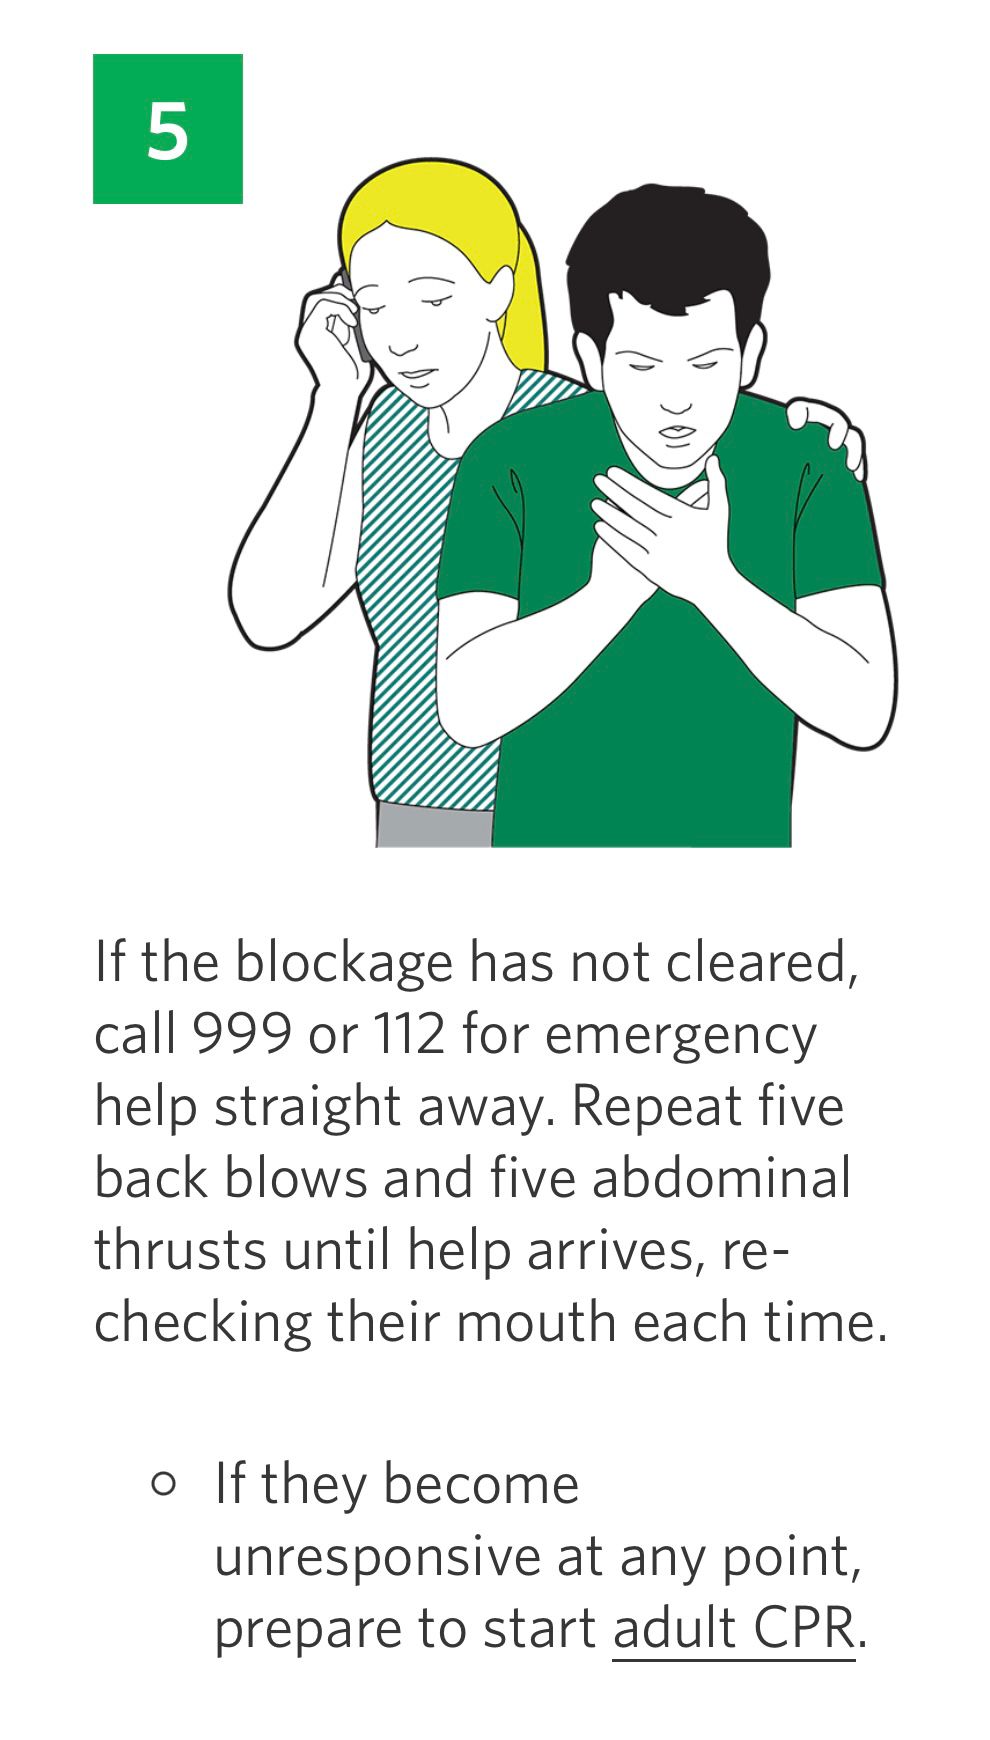 5
If the blockage has not cleared,
call 999 or 112 for emergency
help straight away. Repeat five
back blows and five abdominal
thrusts until help arrives, re-
checking their mouth each time.
If they become
unresponsive at any point,
prepare to start adult CPR.